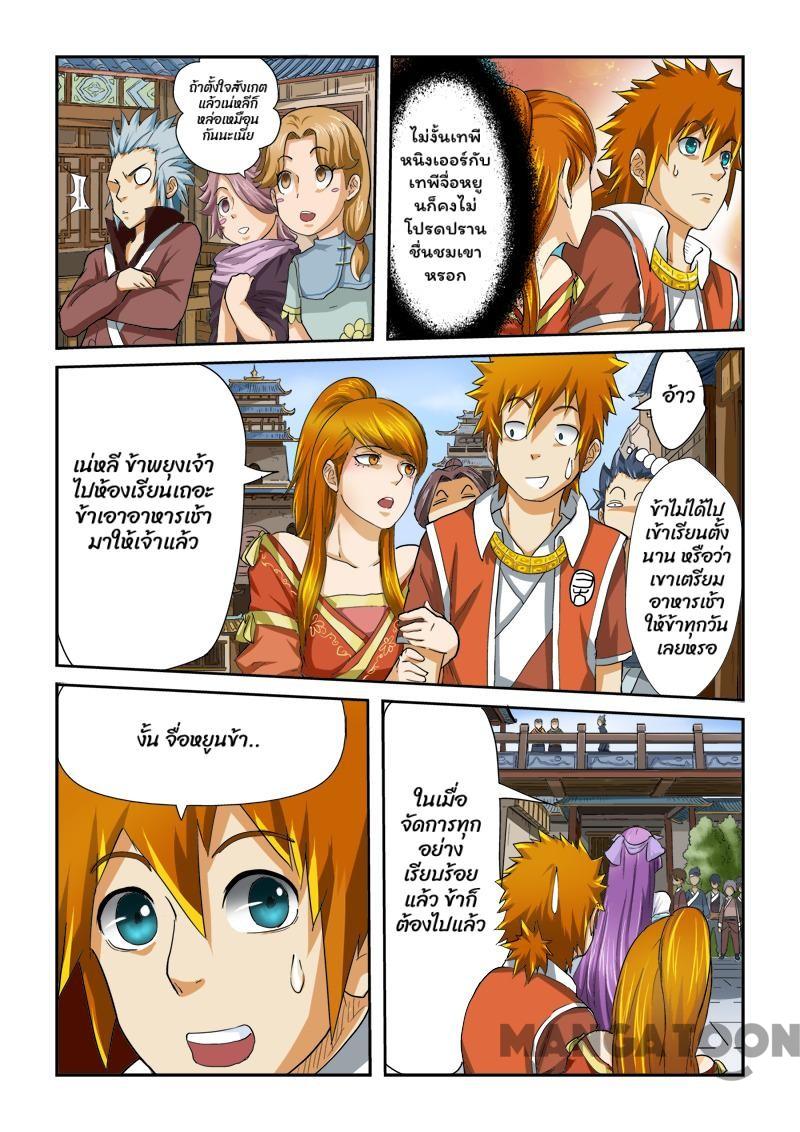 ถ้าตั้งใจสังเกต
แล้วเน่หลีก็
หล่อเหมือน
กันนะเนี่ย
ไม่งั้นเทพี
หนิงเออร์กับ
เทพีจื่อหยู
นก็คงไม่
โปรดปราน
ชื่นชมเขา
หรอก
อ้าว
เน่หลี ข้าพยุงเจ้า
ไปห้องเรียนเถอะ
ข้าเอาอาหารเช้า
มาให้เจ้าแล้ว
ข้าไม่ได้ไป
เข้าเรียนตั้ง
นาน หรือว่า
เขาเตรียม
อาหารเช้า
ให้ข้าทุกวัน
เลยหรอ
งั้น จื่อหยูนข้า..
ในเมื่อ
จัดการทุก
อย่าง
เรียบร้อย
แล้ว ข้าก็
ต้องไปแล้ว
MANGATOON